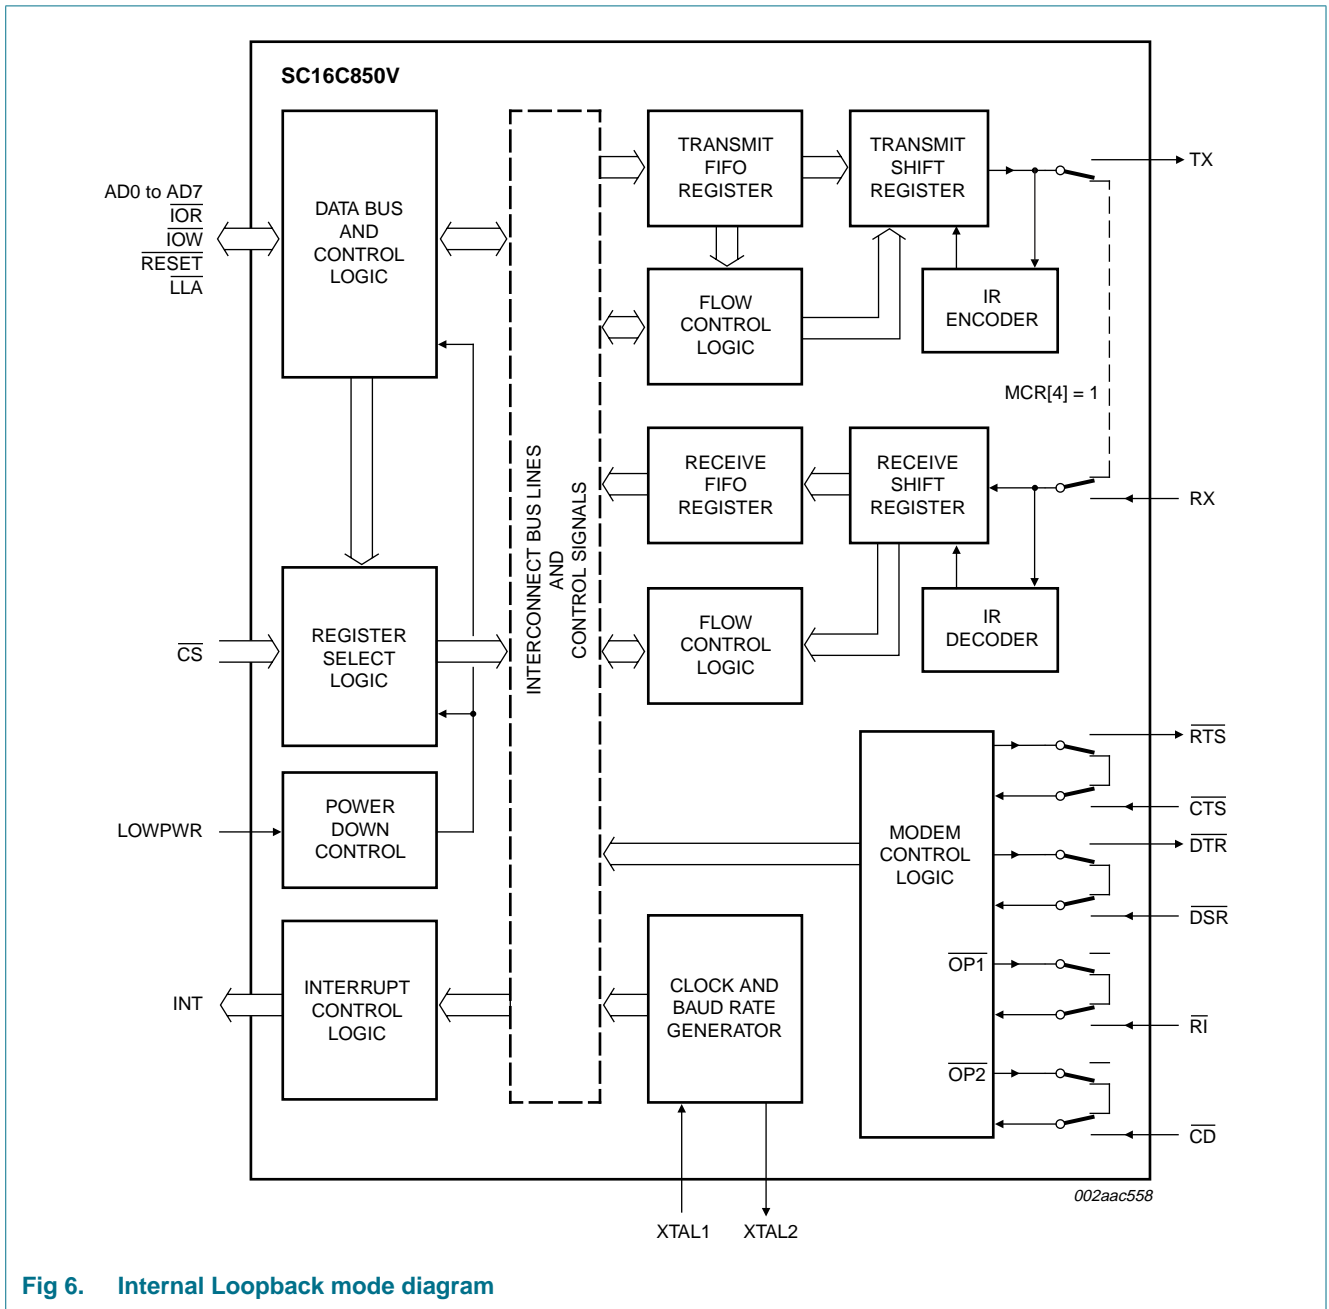 SC16C850V
AD0 to AD7
IOR
IOW
RESET
LLA
DATA BUS
AND
CONTROL
LOGIC
TRANSMIT
FIFO
REGISTER
TRANSMIT
SHIFT
REGISTER
TX
FLOW
CONTROL
LOGIC
IR
ENCODER
MCR[4] = 1
INTERCONNECT BUS LINES
AND
CONTROL SIGNALS
RECEIVE
FIFO
REGISTER
RECEIVE
SHIFT
REGISTER
RX
CS
REGISTER
SELECT
LOGIC
FLOW
CONTROL
LOGIC
IR
DECODER
LOWPWR
POWER
DOWN
CONTROL
MODEM
CONTROL
LOGIC
RTS
CTS
DTR
DSR
OP1
RI
OP2
CD
INT
INTERRUPT
CONTROL
LOGIC
CLOCK AND
BAUD RATE
GENERATOR
XTAL1 XTAL2
002aac558
Fig 6. Internal Loopback mode diagram